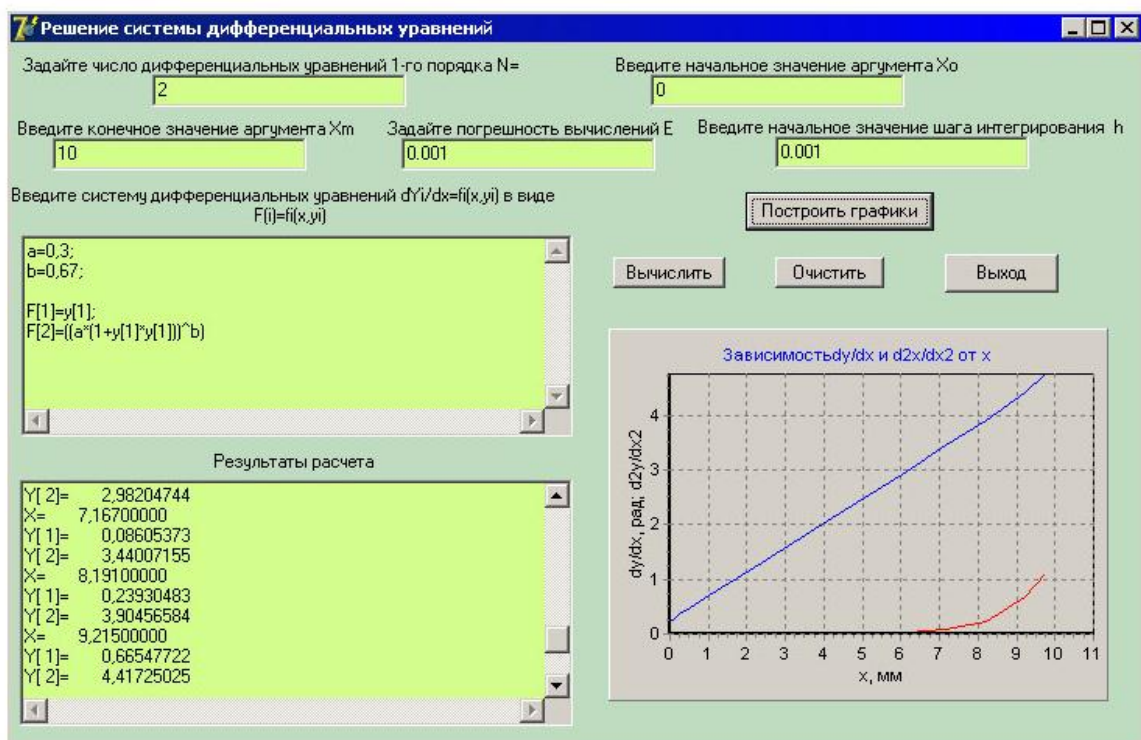 Решение системы дифференциальных уравнений
Задайте число дифференциальных уравнений 1-го порядка N=
2
Введите начальное значение аргумента Xo
0
Введите конечное значение аргумента Xm
10
Задайте погрешность вычислений E
0.001
Введите начальное значение шага интегрирования h
0.001
Введите систему дифференциальных уравнений dYi/dx=fi(x,yi) в виде
F(i)=fi(x,yi)
a=0,3;
b=0,67;
F[1]=y[1];
F[2]=((a*(1+y[1]*y[1]))^b)
Построить графики
Вычислить
Очистить
Выход
Результаты расчета
Y[ 2]= 2,98204744
X= 7,16700000
Y[ 1]= 0,08605373
Y[ 2]= 3,44007155
X= 8,19100000
Y[ 1]= 0,23930483
Y[ 2]= 3,90456584
X= 9,21500000
Y[ 1]= 0,66547722
Y[ 2]= 4,41725025
Зависимостьdy/dx и d2x/dx2 от x
dy/dx, рад; d2y/dx2
4
3
2
1
0
0 1 2 3 4 5 6 7 8 9 10 11
x, мм